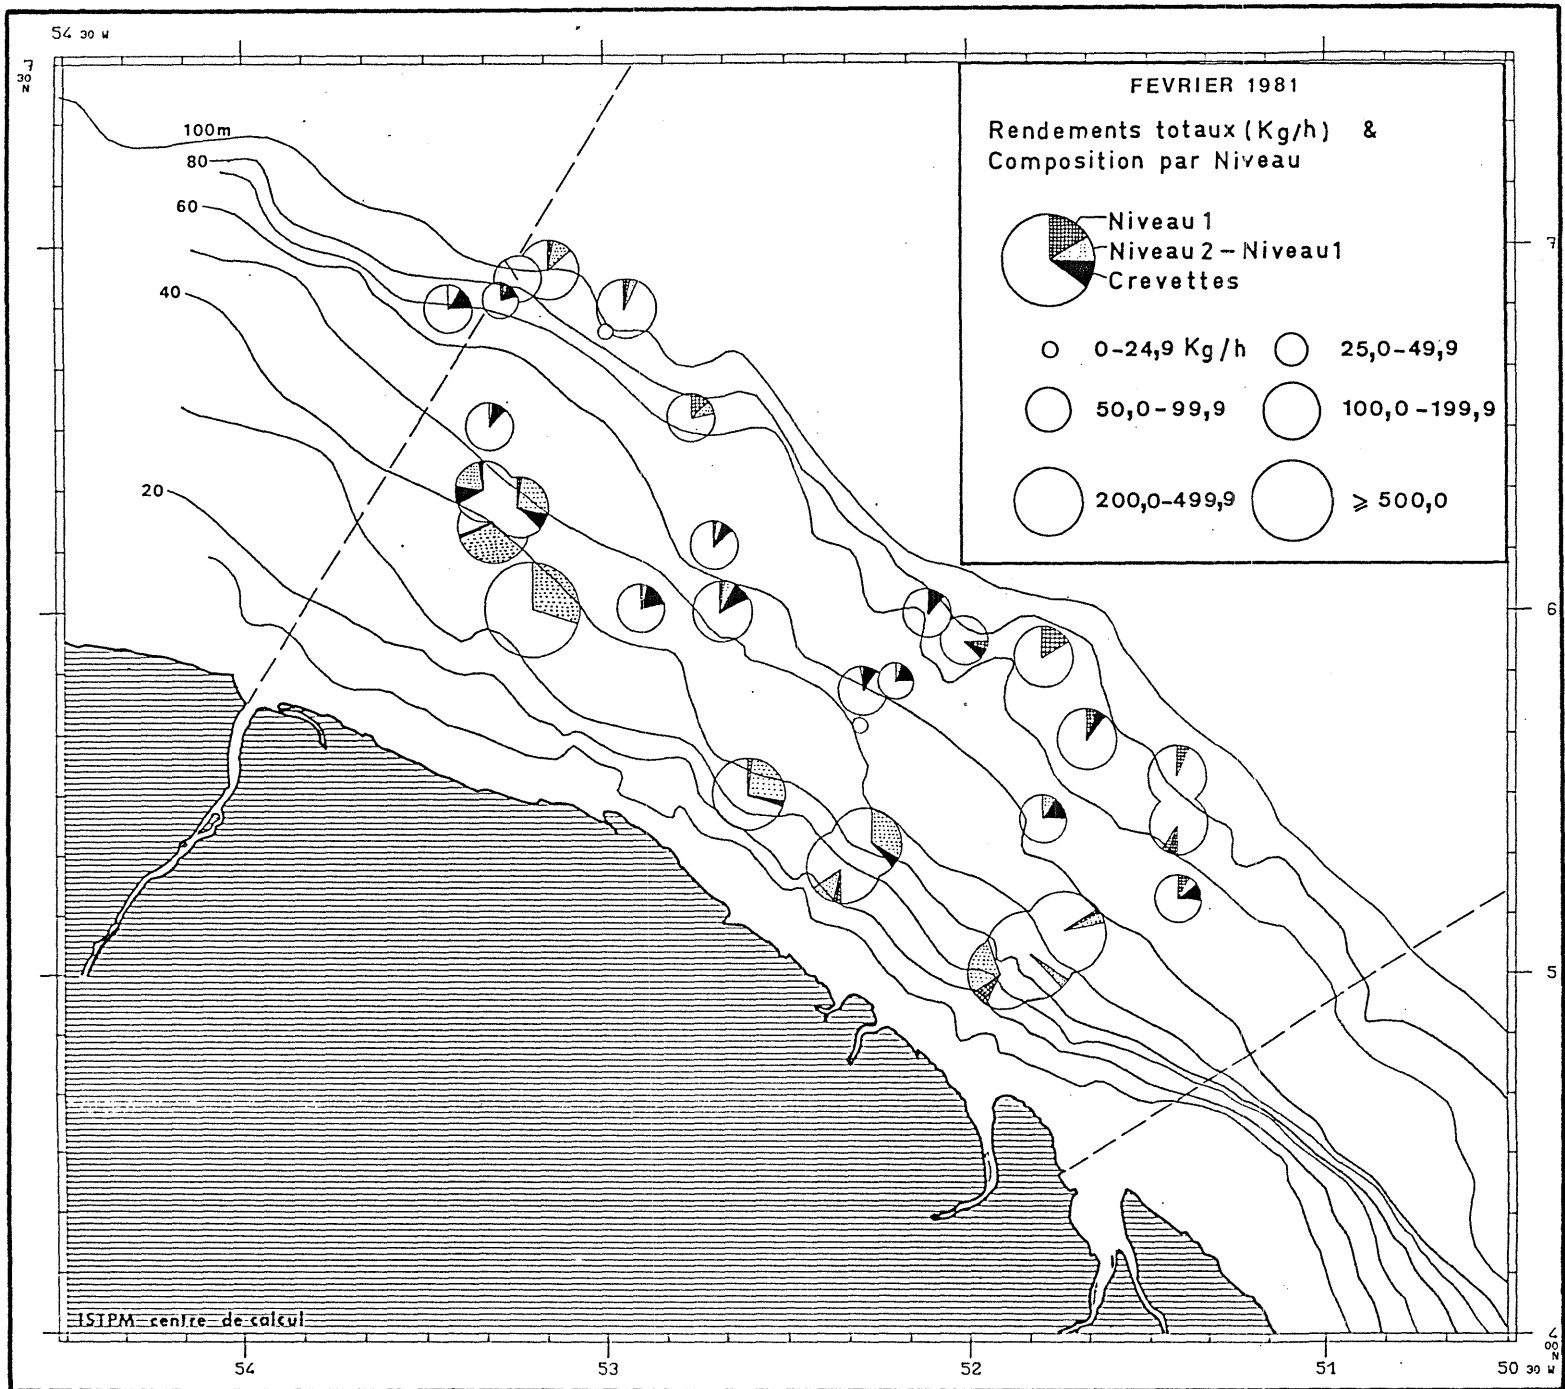 54 30 W
7
30
N
FEVRIER 1981
Rendements totaux (Kg/h) &
Composition par Niveau
Niveau 1
Niveau 2 – Niveau 1
Crevettes
0–24,9 Kg/h
25,0–49,9
50,0–99,9
100,0–199,9
200,0–499,9
⩾ 500,0
100m
80
60
40
20
7
6
5
4
00
N
ISTPM centre de calcul
54
53
52
51
50 30 W